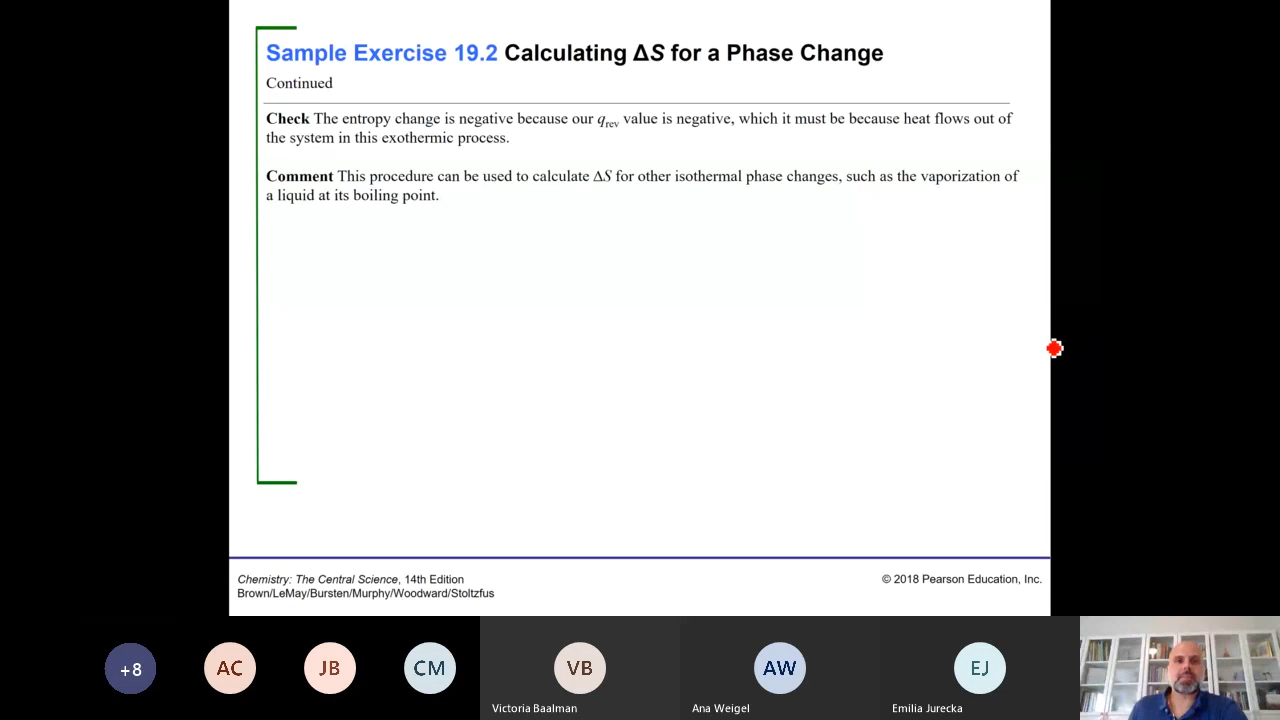 Sample Exercise 19.2 Calculating ΔS for a Phase Change
Continued
Check The entropy change is negative because our qrev value is negative, which it must be because heat flows out of
the system in this exothermic process.
Comment This procedure can be used to calculate ΔS for other isothermal phase changes, such as the vaporization of
a liquid at its boiling point.
Chemistry: The Central Science, 14th Edition
Brown/LeMay/Bursten/Murphy/Woodward/Stoltzfus
© 2018 Pearson Education, Inc.
+8
AC
JB
CM
VB
AW
EJ
Victoria Baalman
Ana Weigel
Emilia Jurecka